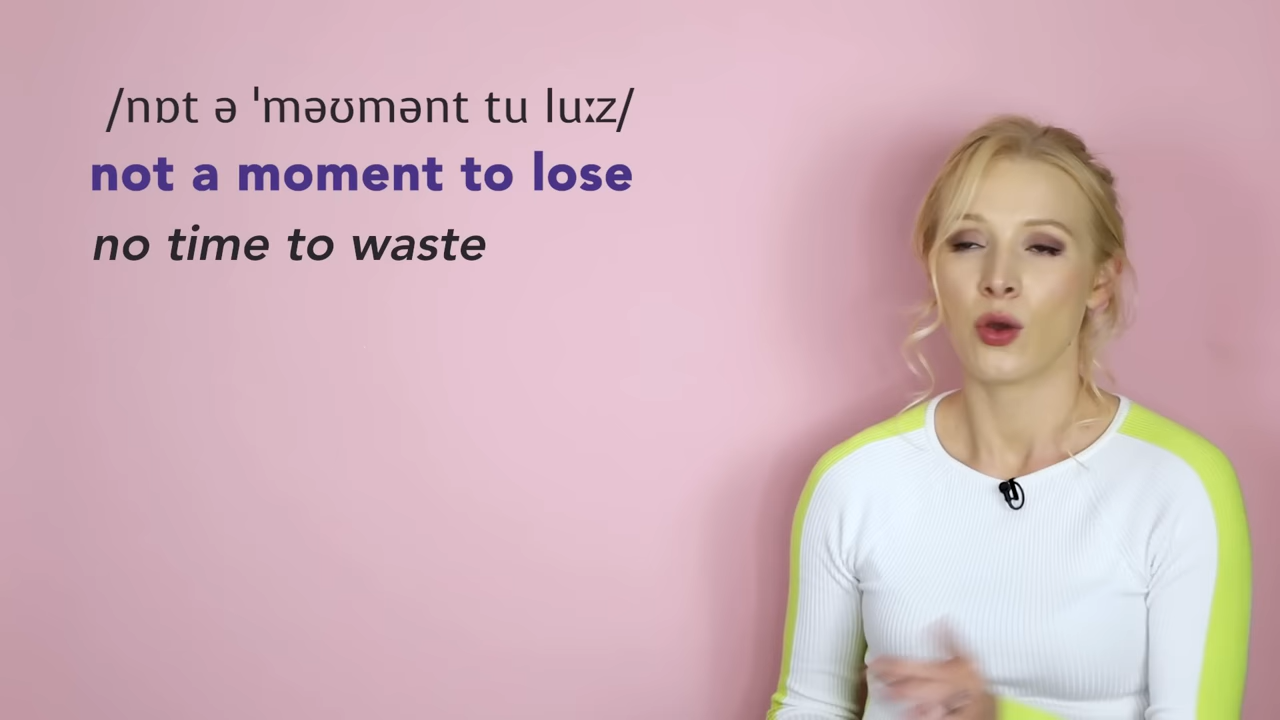 /nɒt ə ˈməʊmənt tu luːz/
not a moment to lose
no time to waste